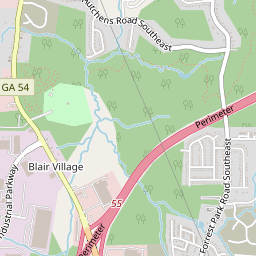 Hutchens Road Southeast
GA 54
Perimeter
Blair Village
55
Industrial Parkway
Perimeter
Forrest Park Road Southeast